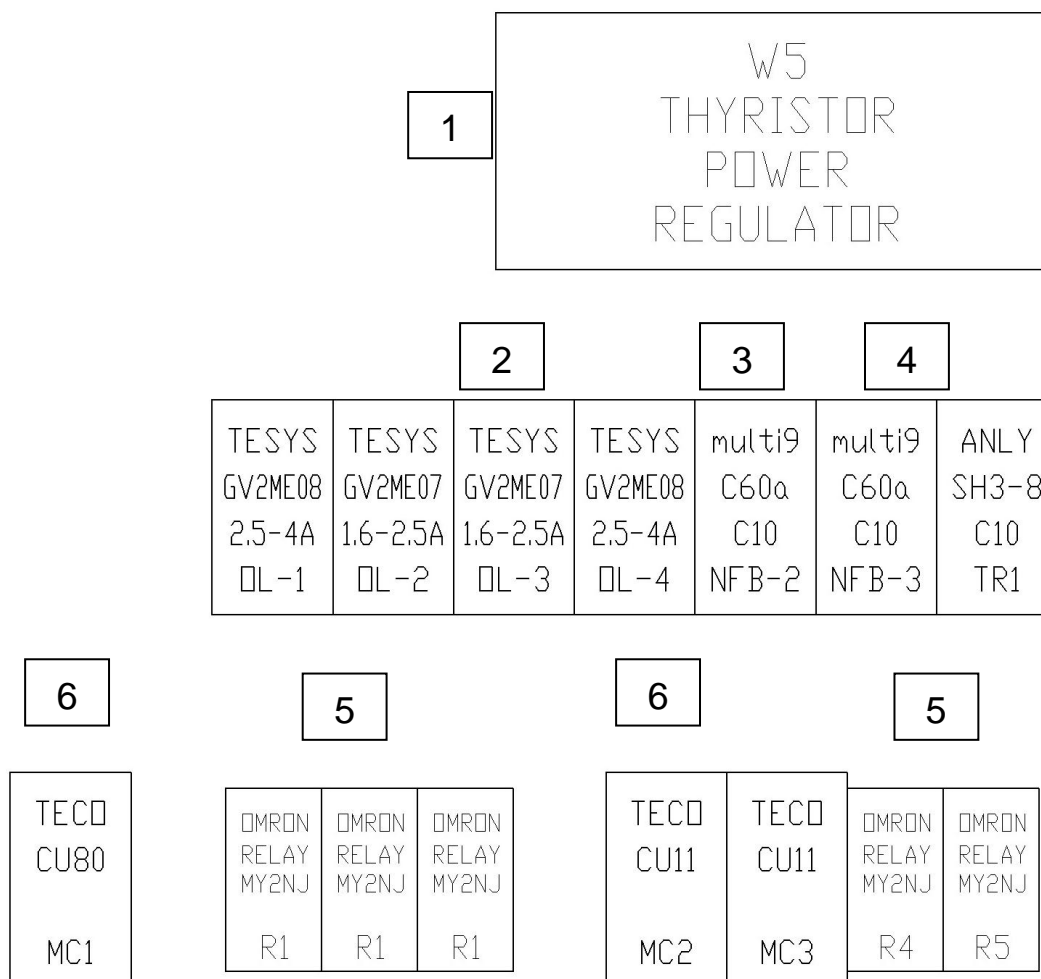 1
W5
THYRISTOR
POWER
REGULATOR
2
3
4
TESYS
GV2ME08
2.5-4A
OL-1
TESYS
GV2ME07
1.6-2.5A
OL-2
TESYS
GV2ME07
1.6-2.5A
OL-3
TESYS
GV2ME08
2.5-4A
OL-4
multi9
C60a
C10
NFB-2
multi9
C60a
C10
NFB-3
ANLY
SH3-8
C10
TR1
6
5
6
5
TECO
CU80
MC1
OMRON
RELAY
MY2NJ
R1
OMRON
RELAY
MY2NJ
R1
OMRON
RELAY
MY2NJ
R1
TECO
CU11
MC2
TECO
CU11
MC3
OMRON
RELAY
MY2NJ
R4
OMRON
RELAY
MY2NJ
R5